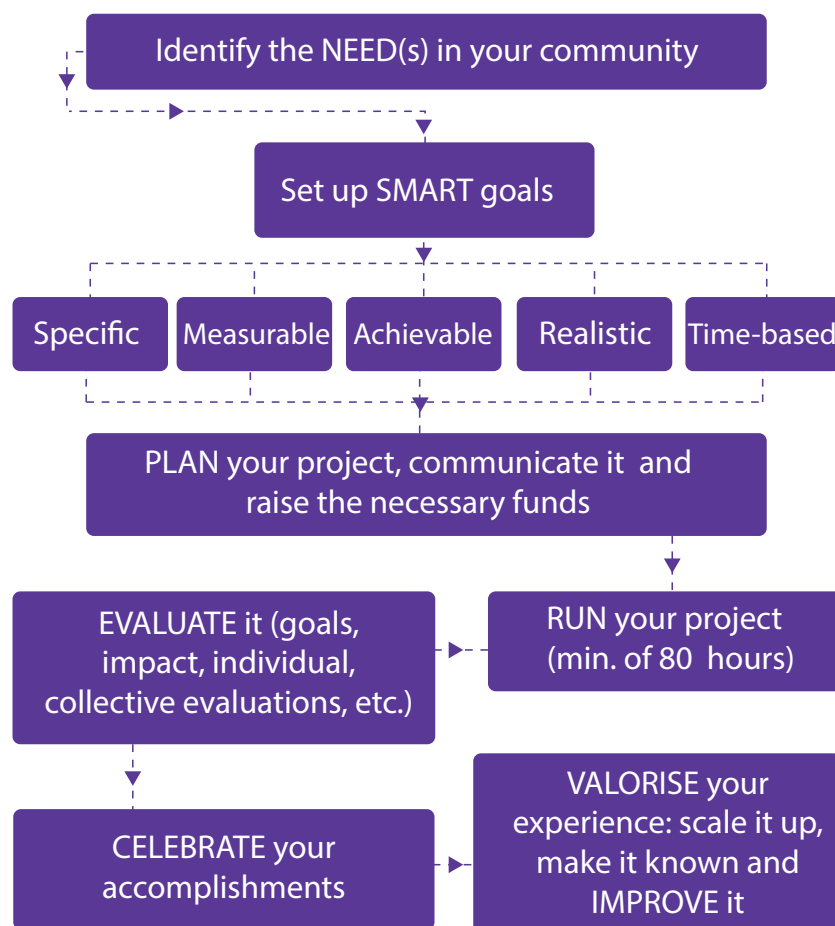 Identify the NEED(s) in your community
Set up SMART goals
Specific
Measurable
Achievable
Realistic
Time-based
PLAN your project, communicate it and
raise the necessary funds
EVALUATE it (goals,
impact, individual,
collective evaluations, etc.)
RUN your project
(min. of 80 hours)
CELEBRATE your
accomplishments
VALORISE your
experience: scale it up,
make it known and
IMPROVE it